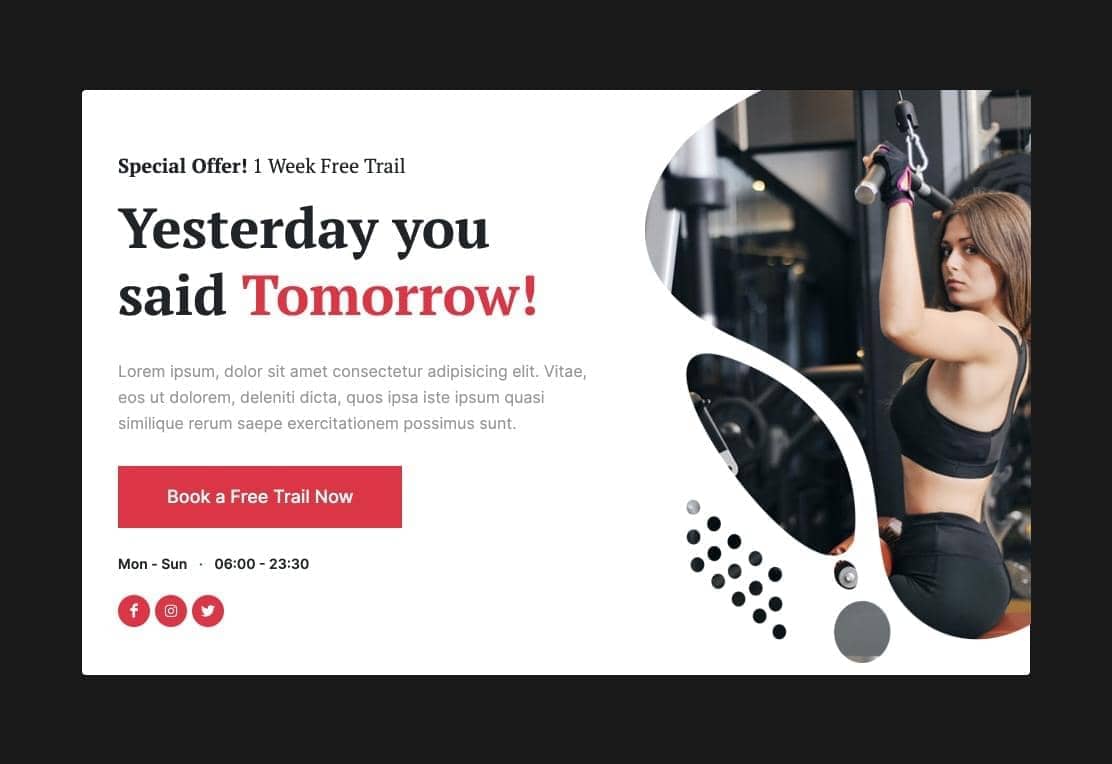 Special Offer! 1 Week Free Trail
Yesterday you
said Tomorrow!
Lorem ipsum, dolor sit amet consectetur adipisicing elit. Vitae,
eos ut dolorem, deleniti dicta, quos ipsa iste ipsum quasi
similique rerum saepe exercitationem possimus sunt.
Book a Free Trail Now
Mon - Sun · 06:00 - 23:30